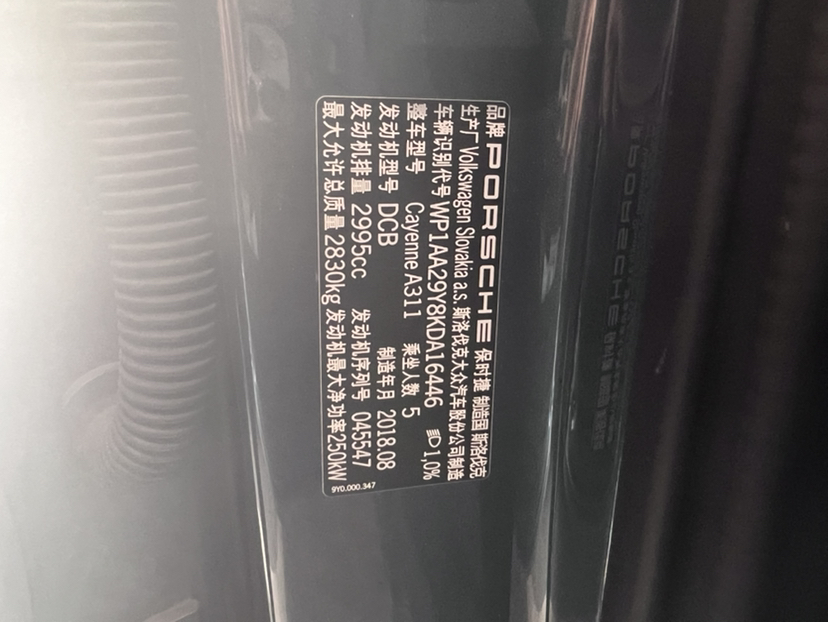 品牌 PORSCHE 保时捷 制造国 斯洛伐克
生产厂 Volkswagen Slovakia a.s. 斯洛伐克大众汽车股份公司制造
车辆识别代号 WP1AA29Y8KDA16446 1,0%
整车型号 Cayenne A311 乘坐人数 5
发动机型号 DCB 制造年月 2018.08
发动机排量 2995cc 发动机序列号 045547
最大允许总质量 2830kg 发动机最大净功率250kW
9Y0.000.347